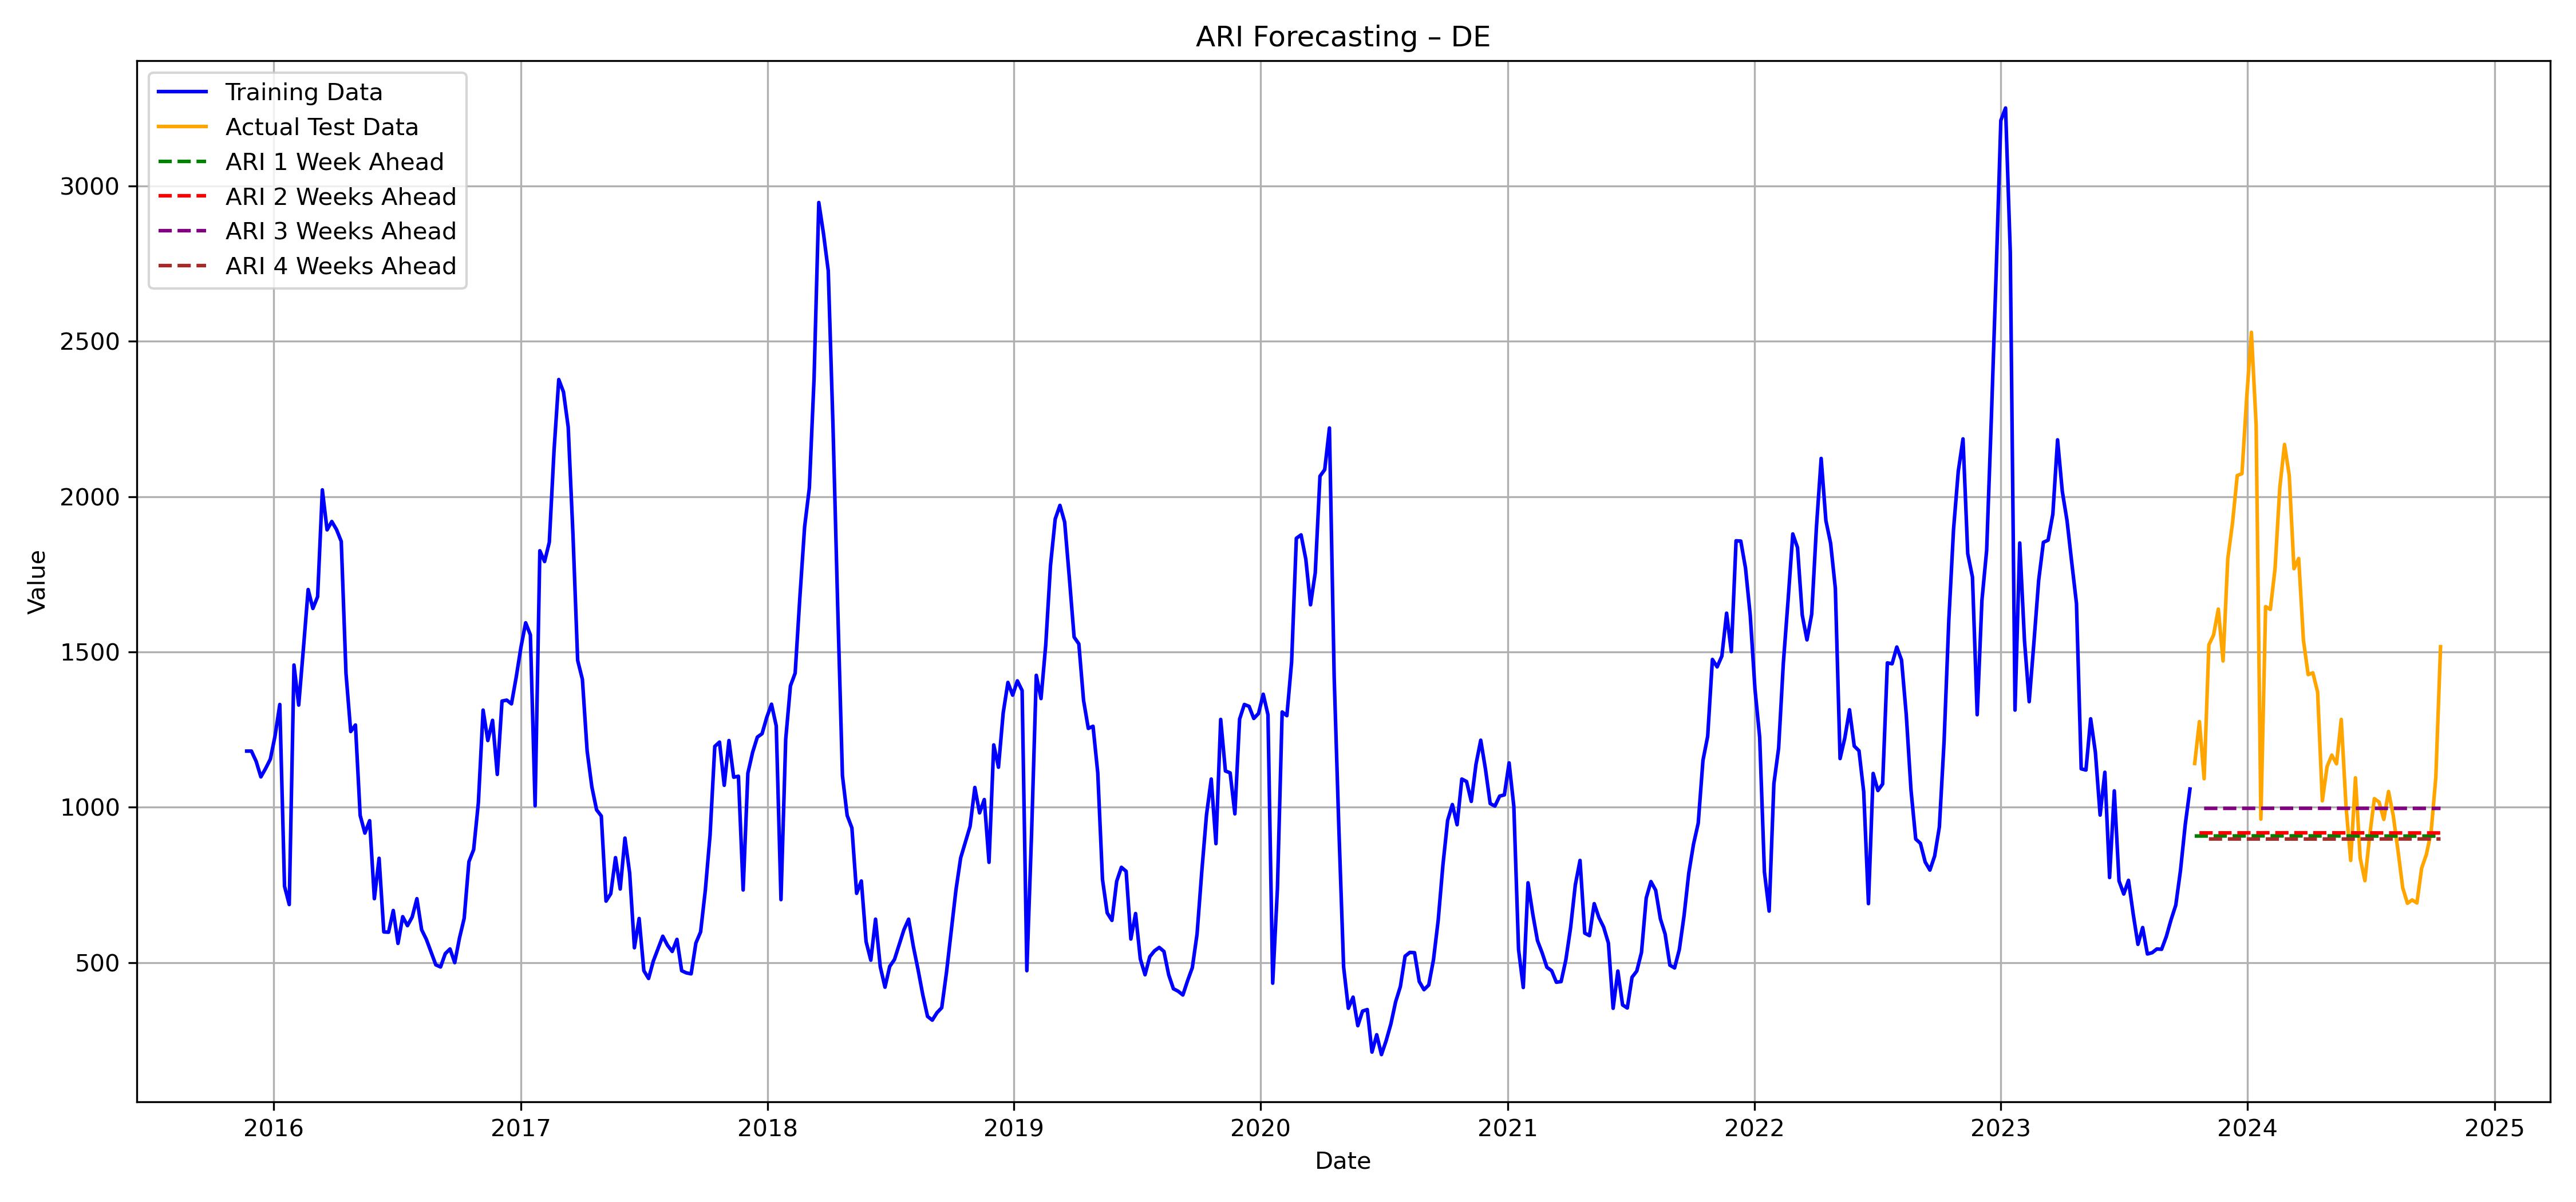 ARI Forecasting – DE
Training Data
Actual Test Data
ARI 1 Week Ahead
ARI 2 Weeks Ahead
ARI 3 Weeks Ahead
ARI 4 Weeks Ahead
3000
2500
2000
1500
1000
500
Value
2016 2017 2018 2019 2020 2021 2022 2023 2024 2025
Date